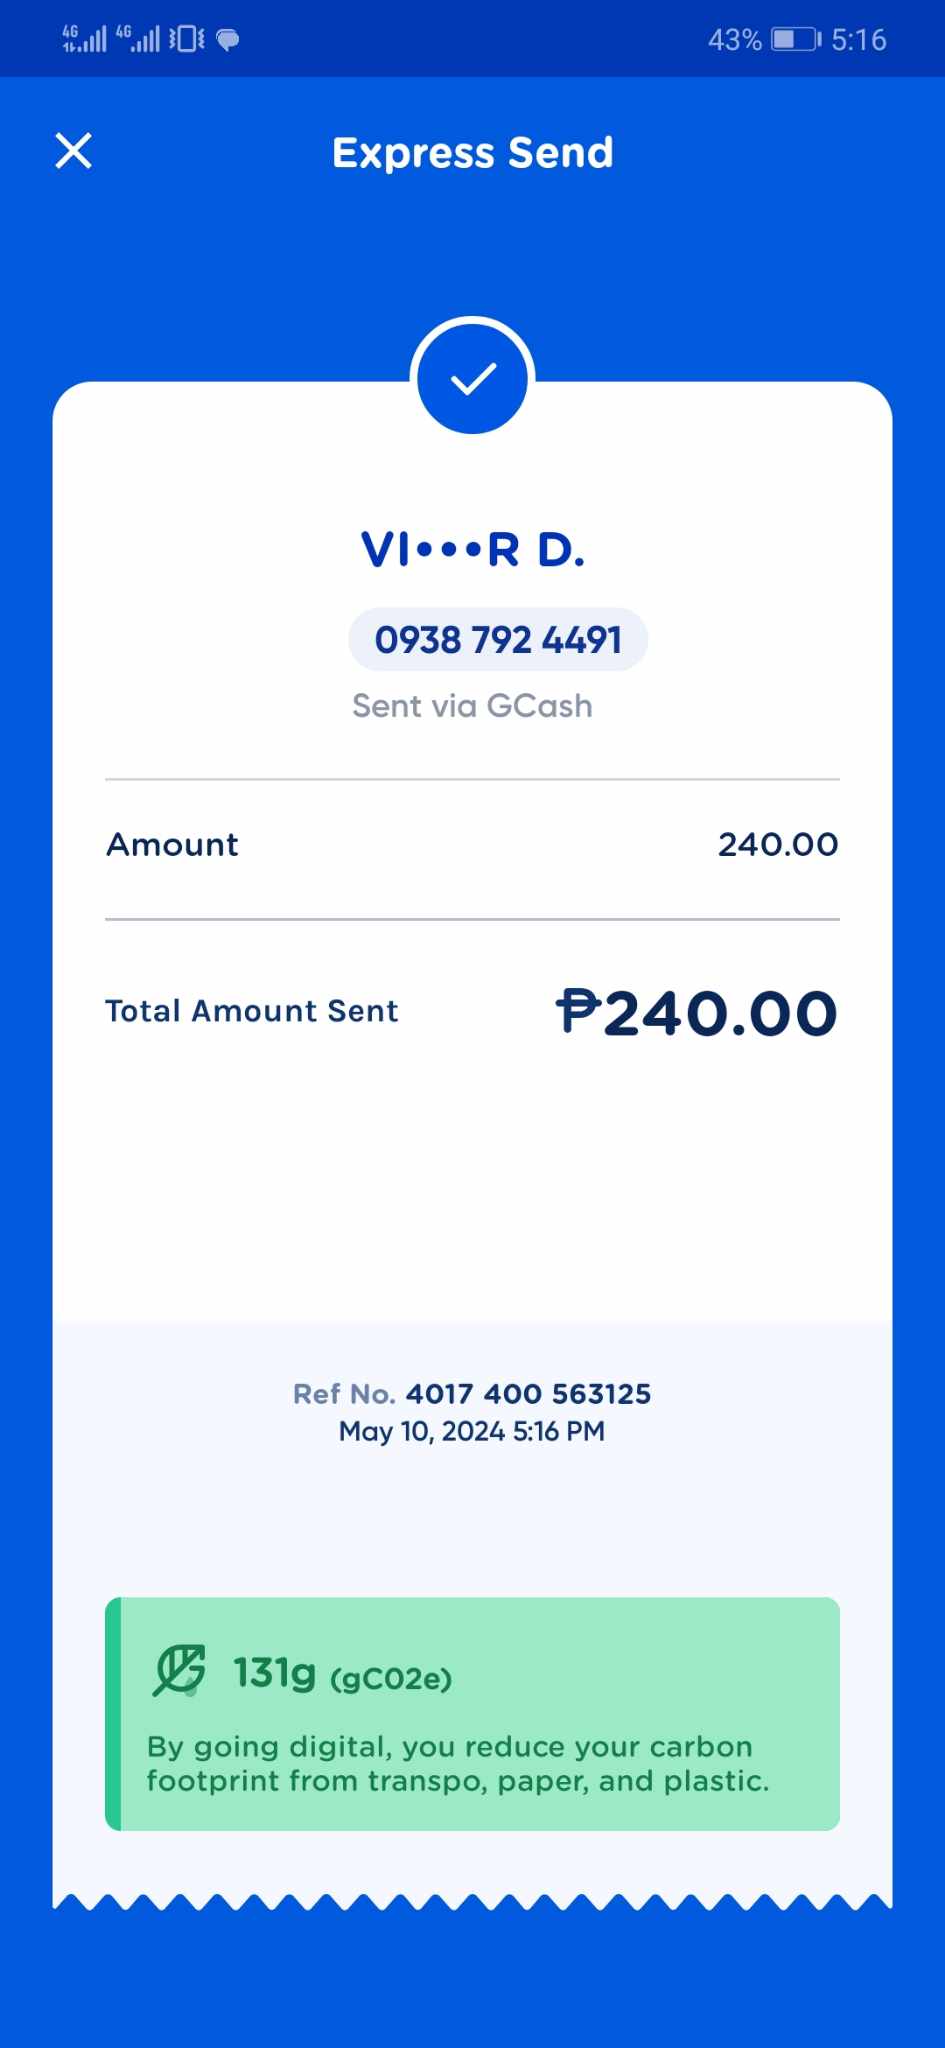 4G 4G 43% 5:16
Express Send
VI•••R D.
0938 792 4491
Sent via GCash
Amount 240.00
Total Amount Sent ₱240.00
Ref No. 4017 400 563125
May 10, 2024 5:16 PM
131g (gC02e)
By going digital, you reduce your carbon
footprint from transpo, paper, and plastic.